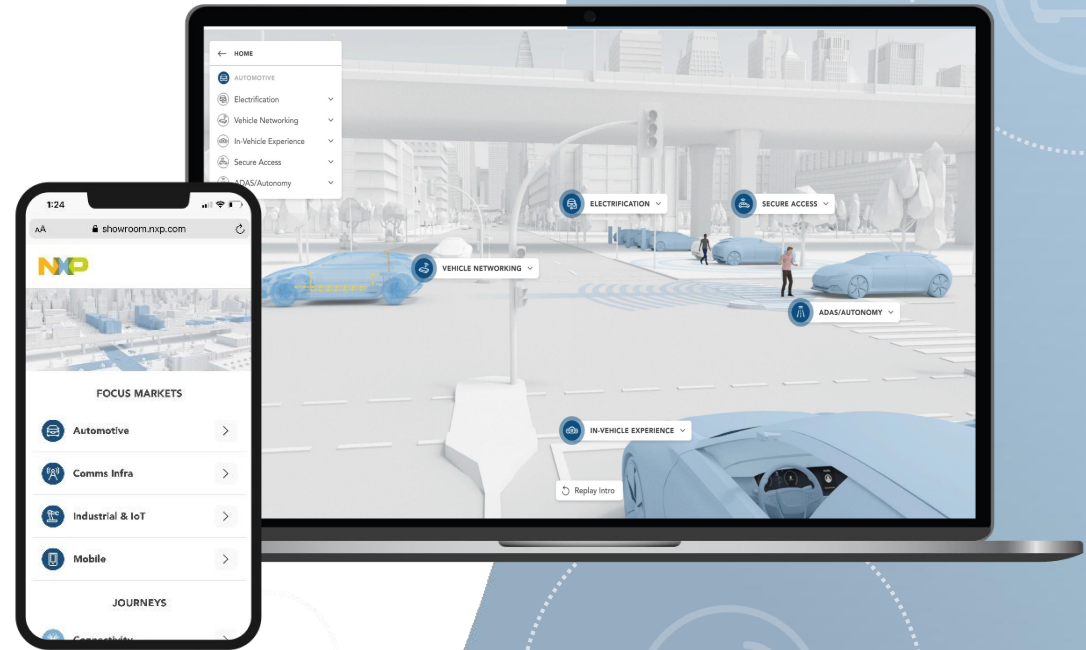 ← HOME
AUTOMOTIVE
Electrification
Vehicle Networking
In-Vehicle Experience
Secure Access
ADAS/Autonomy
ELECTRIFICATION
SECURE ACCESS
VEHICLE NETWORKING
ADAS/AUTONOMY
IN-VEHICLE EXPERIENCE
Replay Intro
1:24
AA showroom.nxp.com
NXP
FOCUS MARKETS
Automotive
Comms Infra
Industrial & IoT
Mobile
JOURNEYS
Connectivity